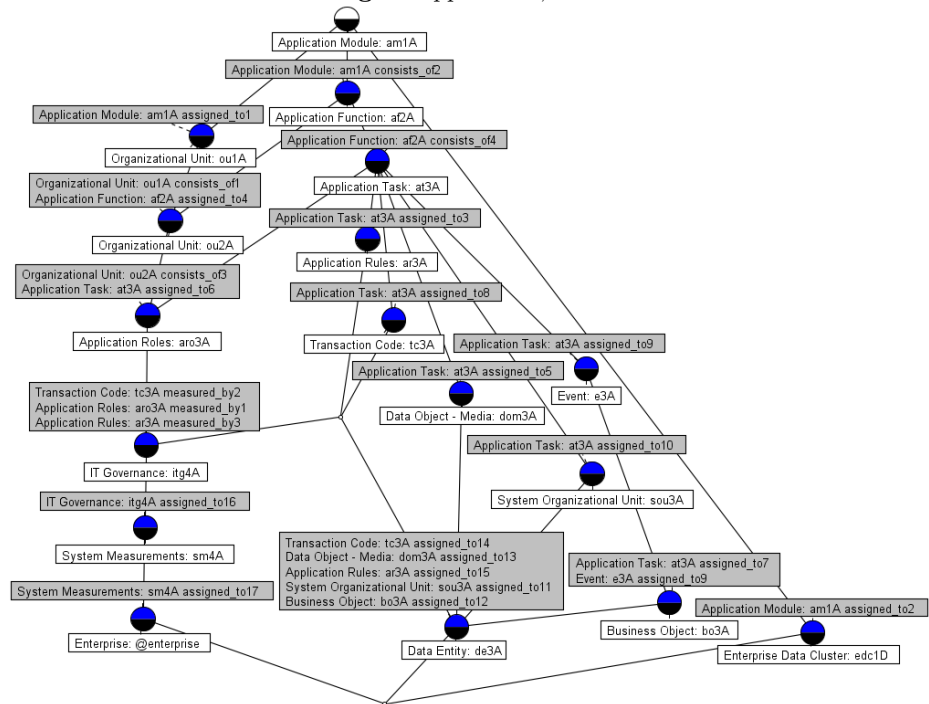 Application Module: am1A
Application Module: am1A consists_of2
Application Module: am1A assigned_to1
Application Function: af2A
Application Function: af2A consists_of4
Organizational Unit: ou1A
Organizational Unit: ou1A consists_of1
Application Function: af2A assigned_to4
Application Task: at3A
Application Task: at3A assigned_to3
Organizational Unit: ou2A
Application Rules: ar3A
Organizational Unit: ou2A consists_of3
Application Task: at3A assigned_to6
Application Task: at3A assigned_to8
Application Roles: aro3A
Transaction Code: tc3A
Application Task: at3A assigned_to9
Application Task: at3A assigned_to5
Event: e3A
Transaction Code: tc3A measured_by2
Application Roles: aro3A measured_by1
Application Rules: ar3A measured_by3
Data Object - Media: dom3A
Application Task: at3A assigned_to10
IT Governance: itg4A
System Organizational Unit: sou3A
IT Governance: itg4A assigned_to16
System Measurements: sm4A
Transaction Code: tc3A assigned_to14
Data Object - Media: dom3A assigned_to13
Application Rules: ar3A assigned_to15
System Organizational Unit: sou3A assigned_to11
Business Object: bo3A assigned_to12
Application Task: at3A assigned_to7
Event: e3A assigned_to9
System Measurements: sm4A assigned_to17
Application Module: am1A assigned_to2
Enterprise: @enterprise
Data Entity: de3A
Business Object: bo3A
Enterprise Data Cluster: edc1D